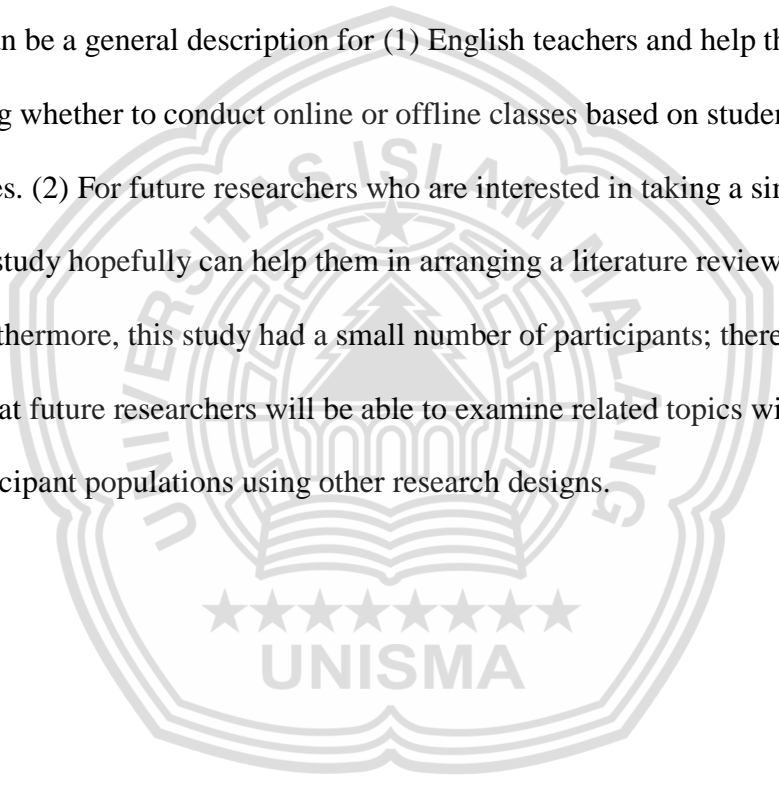 n be a general description for (1) English teachers and help th
g whether to conduct online or offline classes based on studen
es. (2) For future researchers who are interested in taking a sin
study hopefully can help them in arranging a literature review
thermore, this study had a small number of participants; there
at future researchers will be able to examine related topics wi
cipant populations using other research designs.
UNIVERSITAS ISLAM MALANG
UNISMA